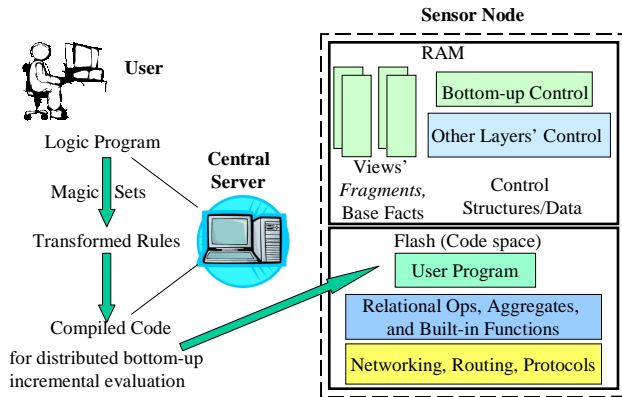 Sensor Node
User
Logic Program
Magic Sets
Transformed Rules
Compiled Code
for distributed bottom-up
incremental evaluation
Central
Server
RAM
Bottom-up Control
Other Layers' Control
Views'
Fragments,
Base Facts
Control
Structures/Data
Flash (Code space)
User Program
Relational Ops, Aggregates,
and Built-in Functions
Networking, Routing, Protocols